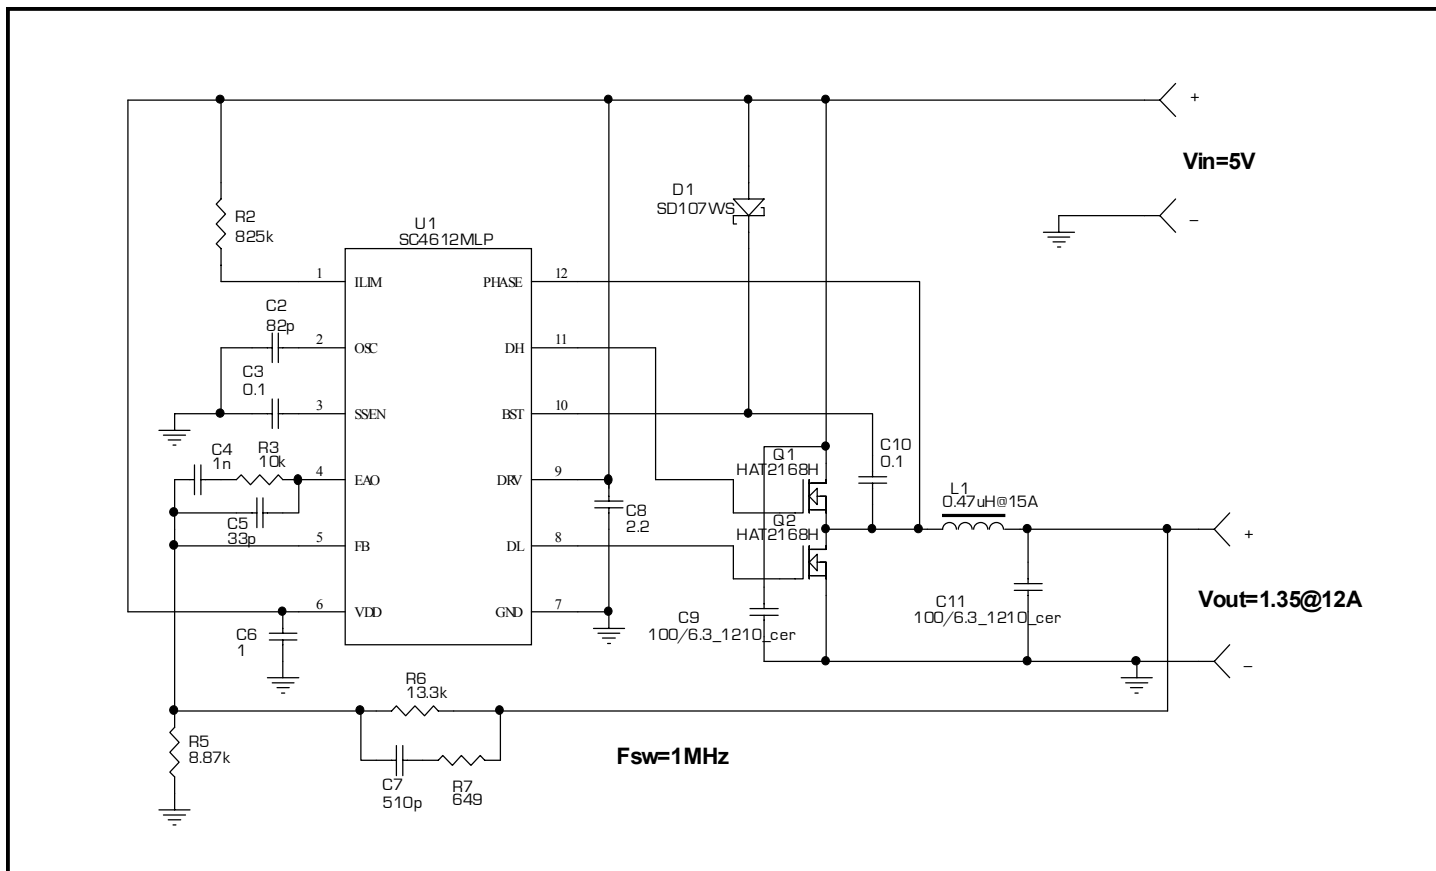 +
Vin=5V
D1
SD107WS
–
R2
825k
U1
SC4612MLP
1
ILIM
PHASE
12
C2
82p
2
OSC
DH
11
C3
0.1
3
SSEN
BST
10
C4
1n
R3
10k
4
EAO
DRV
9
C10
0.1
Q1
HAT2168H
L1
0.47uH@15A
C8
2.2
Q2
HAT2168H
C5
33p
5
FB
DL
8
+
Vout=1.35@12A
C11
100/6.3_1210_cer
6
VDD
GND
7
C9
100/6.3_1210_cer
C6
1
–
R6
13.3k
R5
8.87k
Fsw=1MHz
C7
510p
R7
649